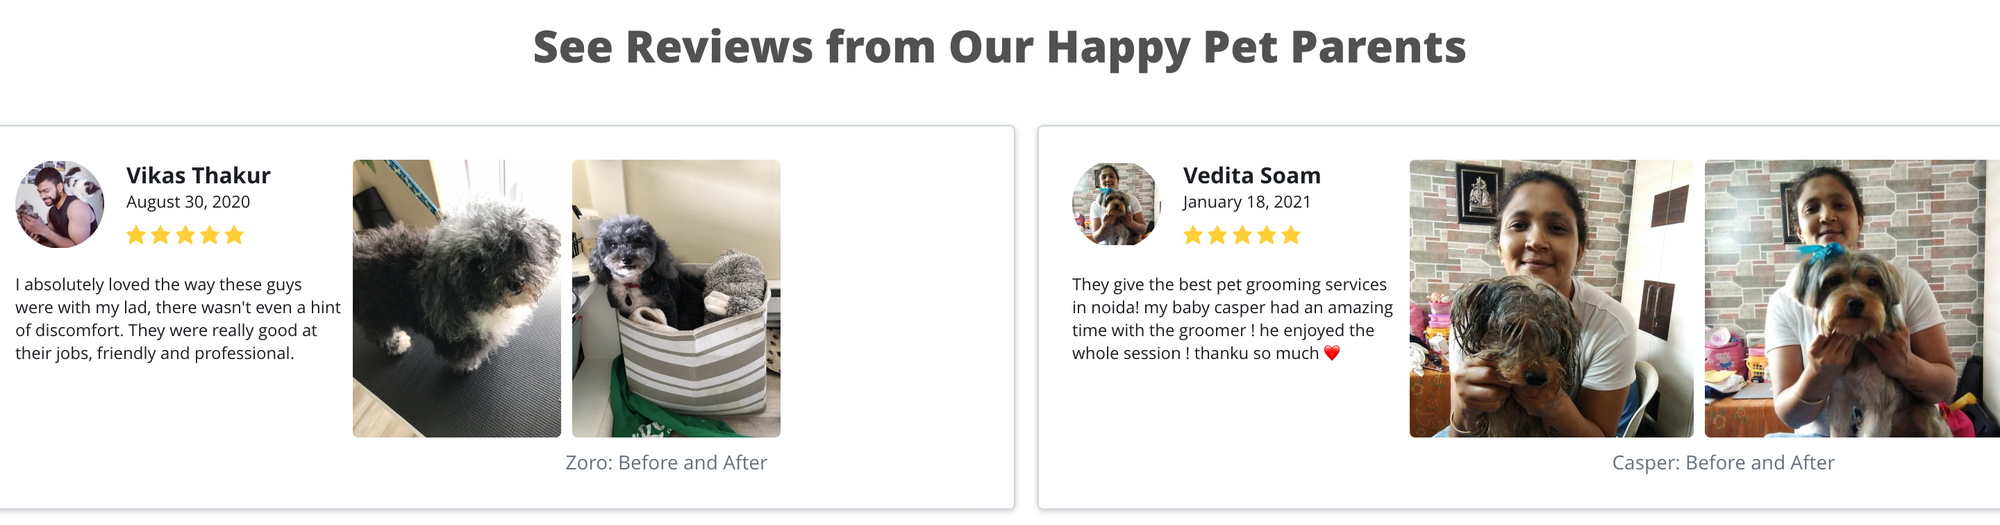 See Reviews from Our Happy Pet Parents
Vikas Thakur
August 30, 2020
I absolutely loved the way these guys
were with my lad, there wasn't even a hint
of discomfort. They were really good at
their jobs, friendly and professional.
Zoro: Before and After
Vedita Soam
January 18, 2021
They give the best pet grooming services
in noida! my baby casper had an amazing
time with the groomer ! he enjoyed the
whole session ! thanku so much ❤️
Casper: Before and After